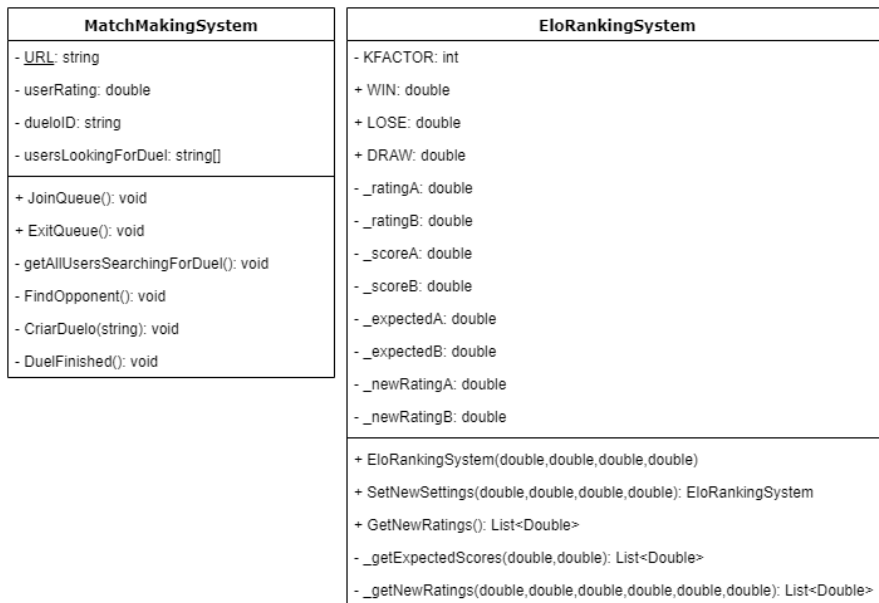 MatchMakingSystem
- URL: string
- userRating: double
- dueloID: string
- usersLookingForDuel: string[]
+ JoinQueue(): void
+ ExitQueue(): void
- getAllUsersSearchingForDuel(): void
- FindOpponent(): void
- CriarDuelo(string): void
- DuelFinished(): void
EloRankingSystem
- KFACTOR: int
+ WIN: double
+ LOSE: double
+ DRAW: double
- _ratingA: double
- _ratingB: double
- _scoreA: double
- _scoreB: double
- _expectedA: double
- _expectedB: double
- _newRatingA: double
- _newRatingB: double
+ EloRankingSystem(double,double,double,double)
+ SetNewSettings(double,double,double,double): EloRankingSystem
+ GetNewRatings(): List<Double>
- _getExpectedScores(double,double): List<Double>
- _getNewRatings(double,double,double,double,double,double): List<Double>